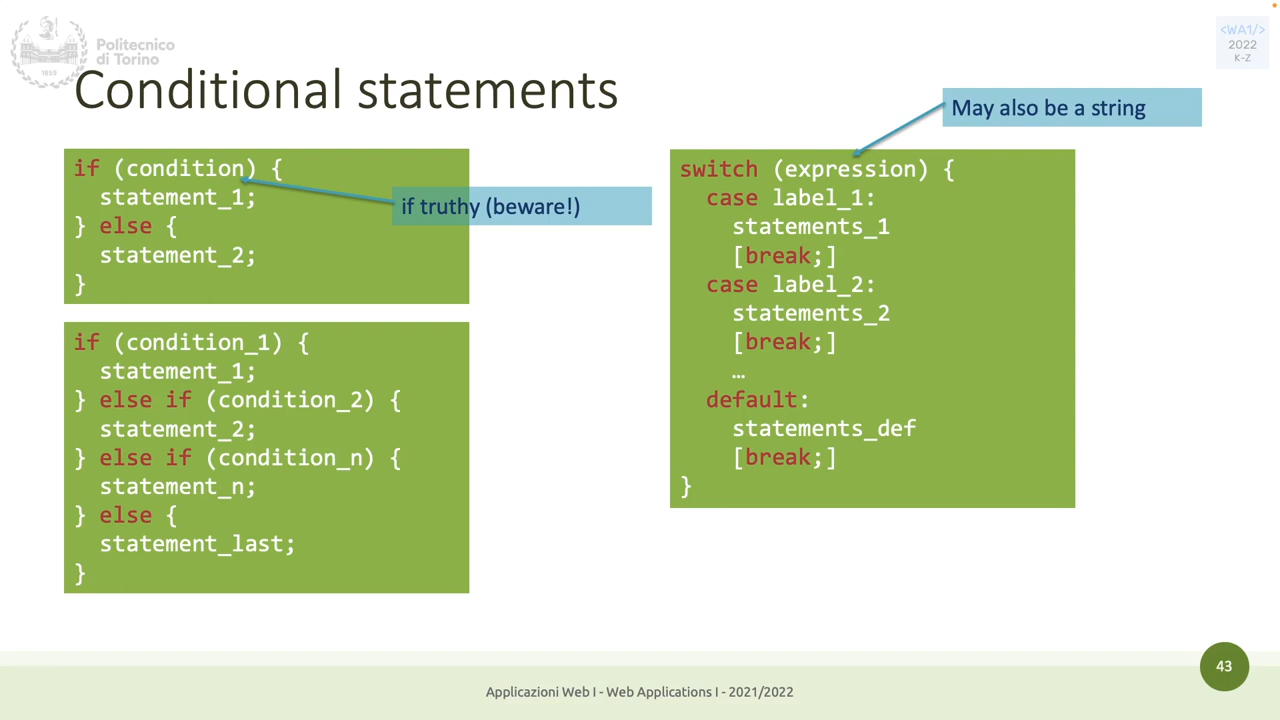 Politecnico
di Torino
1859
<WA1/>
2022
K-Z
Conditional statements
May also be a string
if (condition) {
  statement_1;
} else {
  statement_2;
}
if truthy (beware!)
if (condition_1) {
  statement_1;
} else if (condition_2) {
  statement_2;
} else if (condition_n) {
  statement_n;
} else {
  statement_last;
}
switch (expression) {
  case label_1:
    statements_1
    [break;]
  case label_2:
    statements_2
    [break;]
    …
  default:
    statements_def
    [break;]
}
43
Applicazioni Web I - Web Applications I - 2021/2022